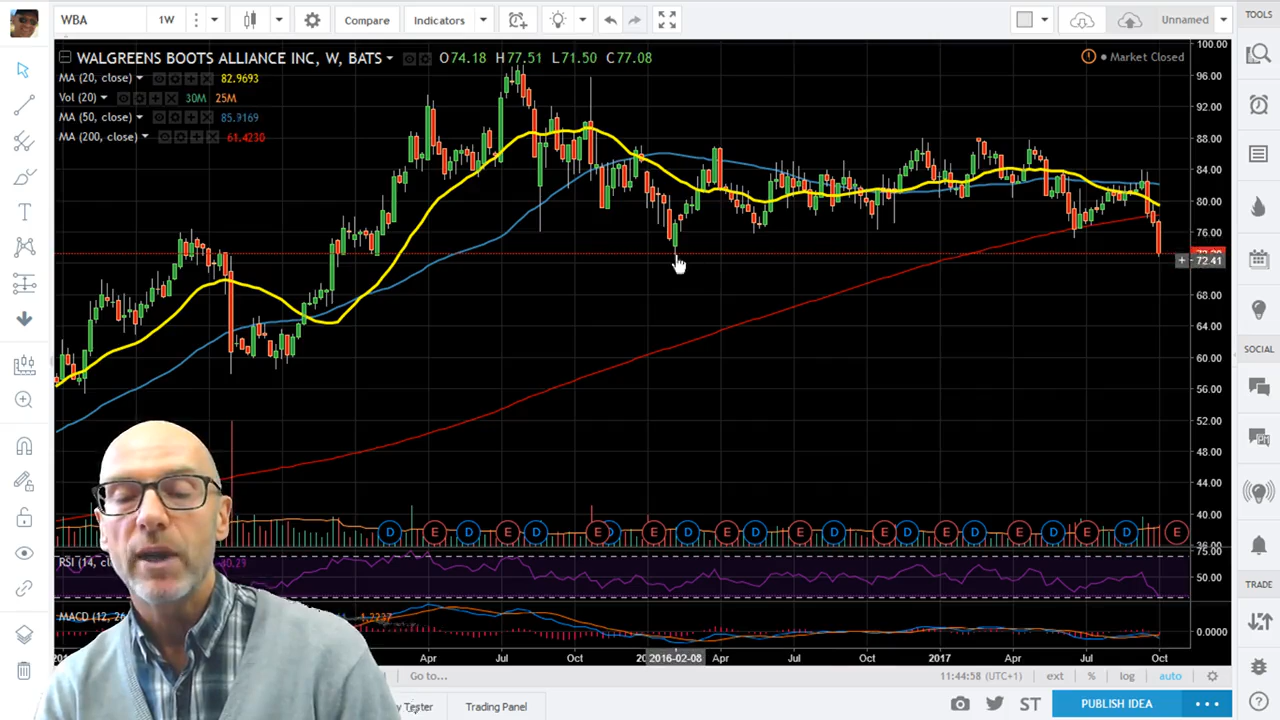 WBA 1W Compare Indicators Unnamed TOOLS
WALGREENS BOOTS ALLIANCE INC, W, BATS O74.18 H77.51 L71.50 C77.08 Market Closed
MA (20, close) 82.9693
Vol (20) 30M 25M
MA (50, close) 85.9169
MA (200, close) 61.4230
100.00
96.00
92.00
88.00
84.00
80.00
76.00
72.41
68.00
64.00
60.00
56.00
52.00
48.00
44.00
40.00
36.00
SOCIAL
D E D E D E D E D E D E D E D E D E D E D E
75.00
RSI (14, 40.27
50.00
TRADE
MACD (12, 26 1.2237
0.0000
Apr Jul Oct 2016-02-08 Apr Jul Oct 2017 Apr Jul Oct
Go to... 11:44:58 (UTC+1) ext % log auto
Tester Trading Panel ST PUBLISH IDEA